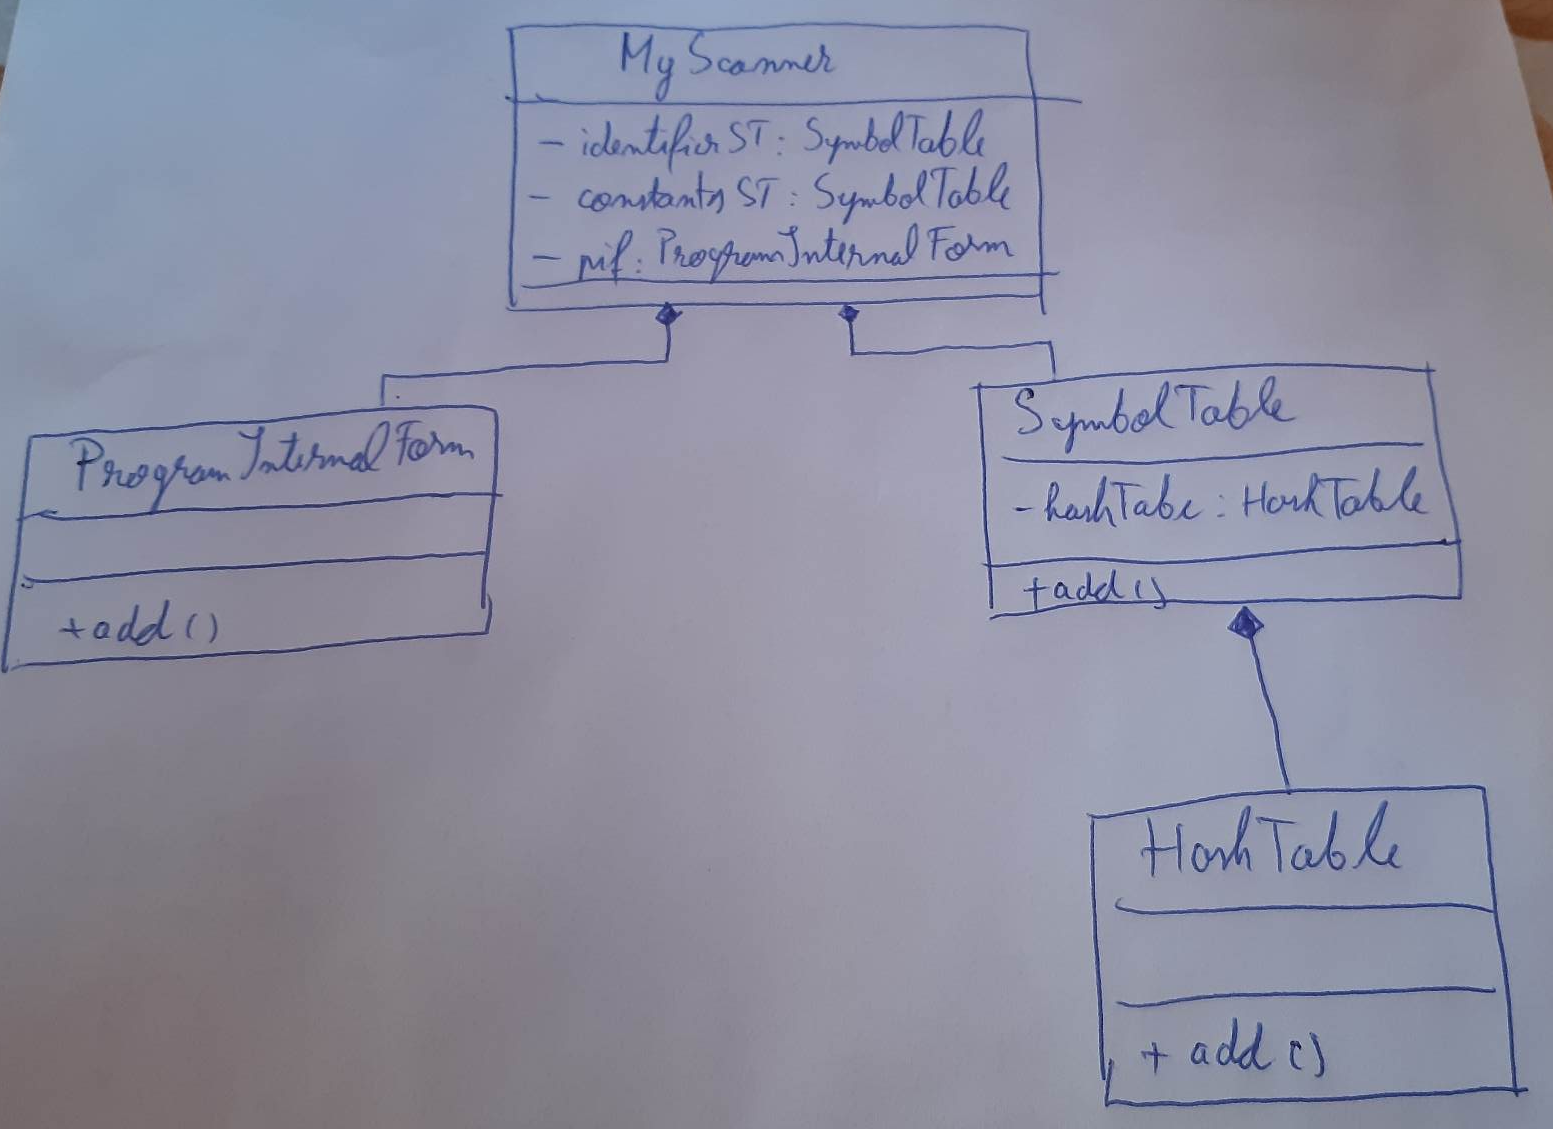 MyScanner
- identifierST : SymbolTable
- constantsST : SymbolTable
- pif : ProgramInternalForm
ProgramInternalForm
+add()
SymbolTable
- hashTabe : HashTable
+add()
HashTable
+ add()